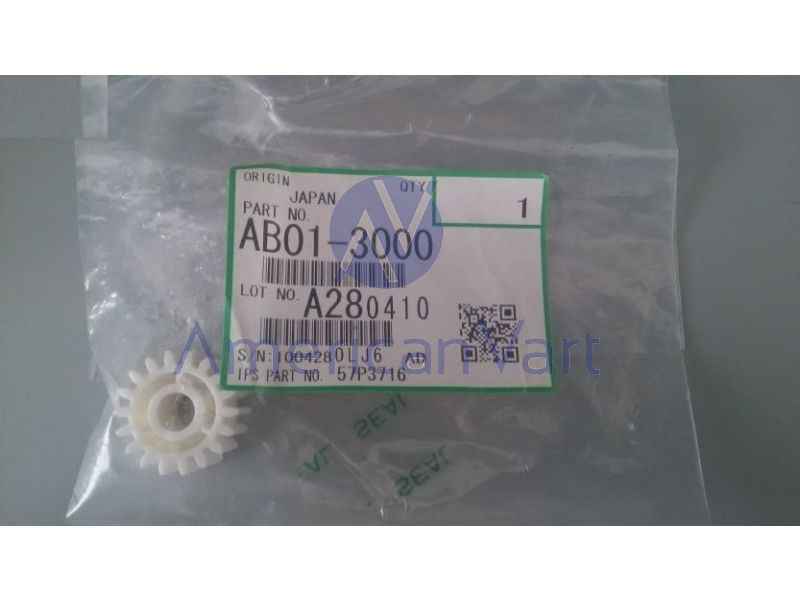 ORIGIN
JAPAN
QTY
1
PART NO.
AB01-3000
LOT NO. A280410
S/N:1004280LJ6 AD
IPS PART NO. 57P3716
American Vart
SEAL
SEAL